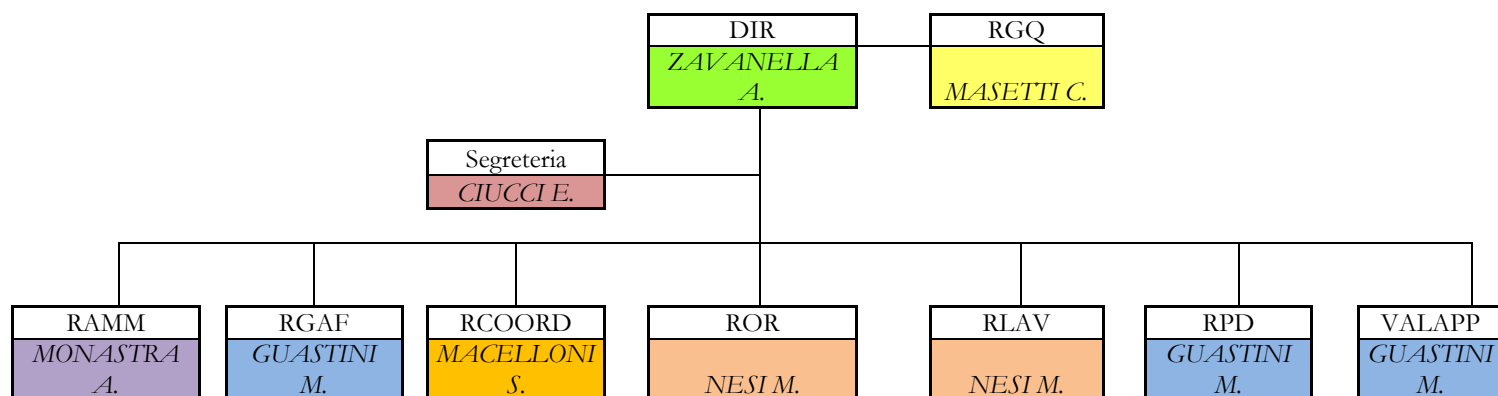 DIR
ZAVANELLA
A.
RGQ
MASETTI C.
Segreteria
CIUCCI E.
RAMM
MONASTRA
A.
RGAF
GUASTINI
M.
RCOORD
MACELLONI
S.
ROR
NESI M.
RLAV
NESI M.
RPD
GUASTINI
M.
VALAPP
GUASTINI
M.